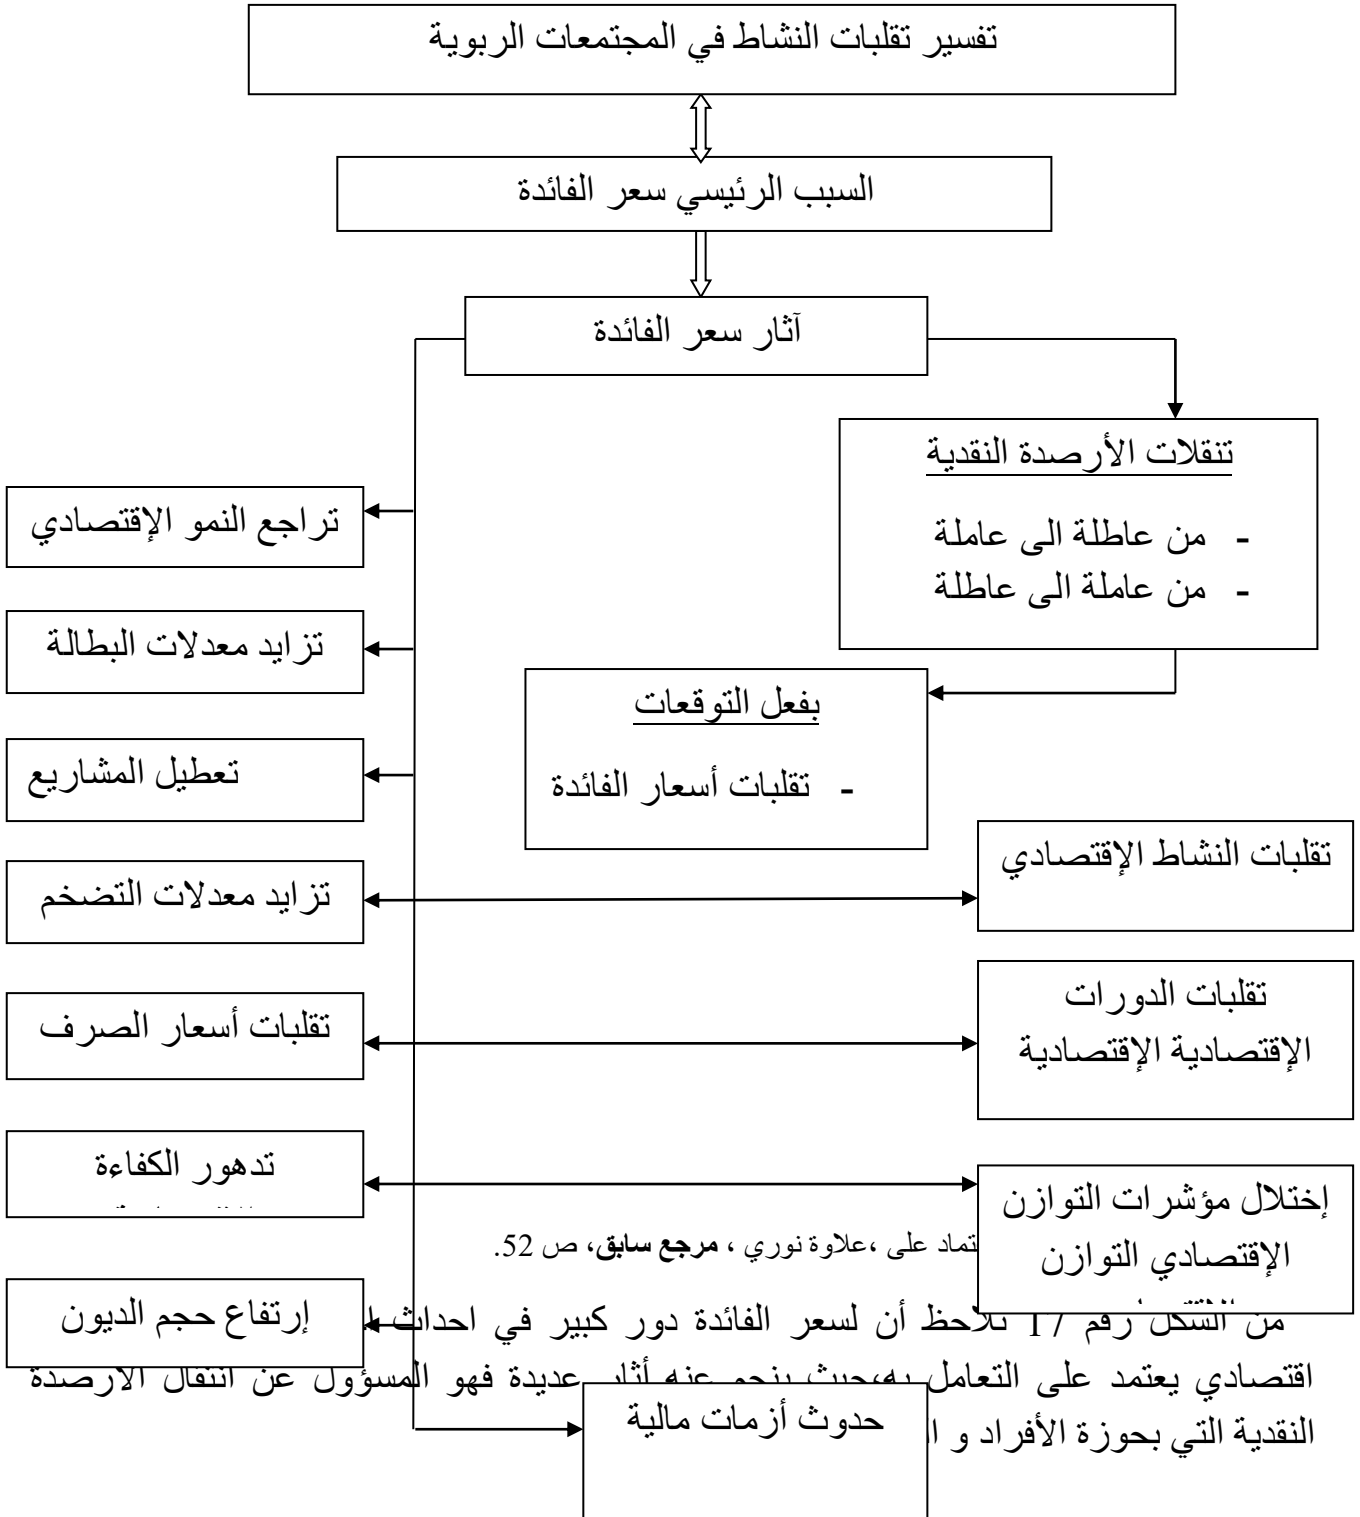 تفسير تقلبات النشاط في المجتمعات الربوية
السبب الرئيسي سعر الفائدة
آثار سعر الفائدة
تنقلات الأرصدة النقدية
- من عاطلة الى عاملة
- من عاملة الى عاطلة
تراجع النمو الإقتصادي
تزايد معدلات البطالة
بفعل التوقعات
- تقلبات أسعار الفائدة
تعطيل المشاريع
تقلبات النشاط الإقتصادي
تزايد معدلات التضخم
تقلبات الدورات
الإقتصادية الإقتصادية
تقلبات أسعار الصرف
تدهور الكفاءة
إختلال مؤشرات التوازن
الإقتصادي التوازن
على ،علاوة نوري ، مرجع سابق، ص 52.
إرتفاع حجم الديون
من الشكل رقم 17 نلاحظ أن لسعر الفائدة دور كبير في احداث
اقتصادي يعتمد على التعامل به،حيث ينجم عنه أثار عديدة فهو المسؤول عن انتقال الارصدة
النقدية التي بحوزة الأفراد و
حدوث أزمات مالية